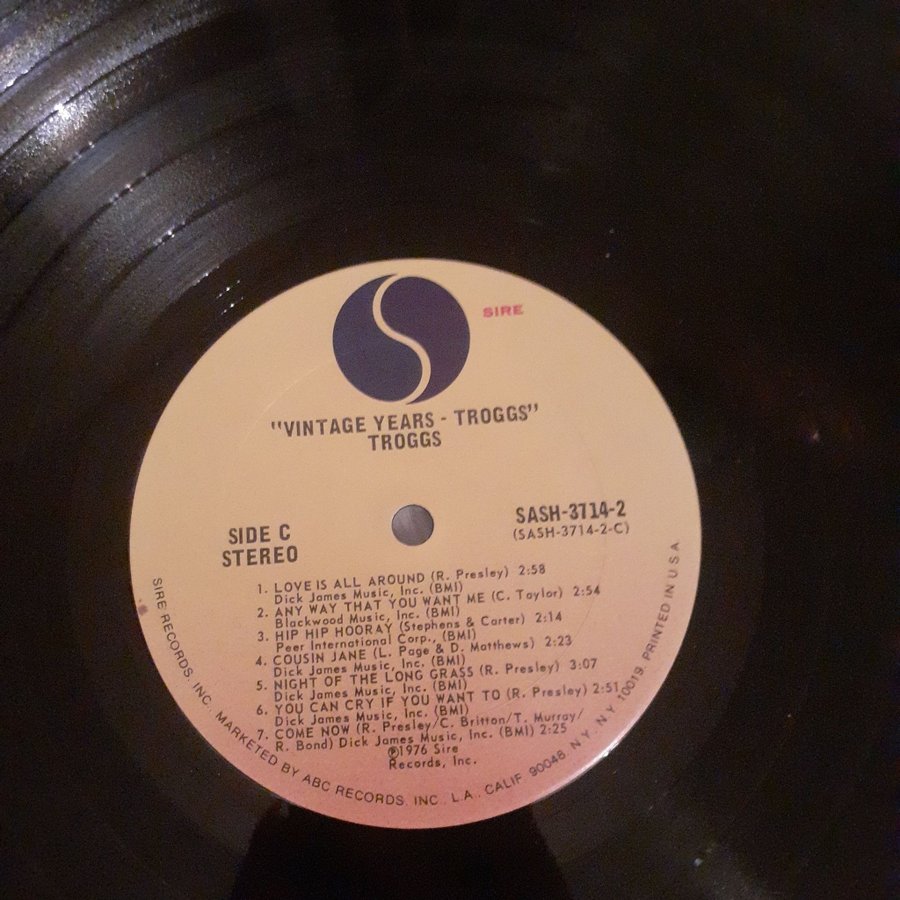 SIRE
"VINTAGE YEARS - TROGGS"
TROGGS
SIDE C
STEREO
SASH-3714-2
(SASH-3714-2-C)
1. LOVE IS ALL AROUND (R. Presley) 2:58
Dick James Music, Inc. (BMI)
2. ANY WAY THAT YOU WANT ME (C. Taylor) 2:54
Blackwood Music, Inc. (BMI)
3. HIP HIP HOORAY (Stephens & Carter) 2:14
Peer International Corp., (BMI)
4. COUSIN JANE (L. Page & D. Matthews) 2:23
Dick James Music, Inc. (BMI)
5. NIGHT OF THE LONG GRASS (R. Presley) 3:07
Dick James Music, Inc. (BMI)
6. YOU CAN CRY IF YOU WANT TO (R. Presley) 2:51
Dick James Music, Inc. (BMI)
7. COME NOW (R. Presley/C. Britton/T. Murray/
R. Bond) Dick James Music, Inc. (BMI) 2:25
℗1976 Sire
Records, Inc.
SIRE RECORDS, INC., MARKETED BY ABC RECORDS, INC., L.A., CALIF. 90048, N.Y., N.Y. 10019. PRINTED IN U S A